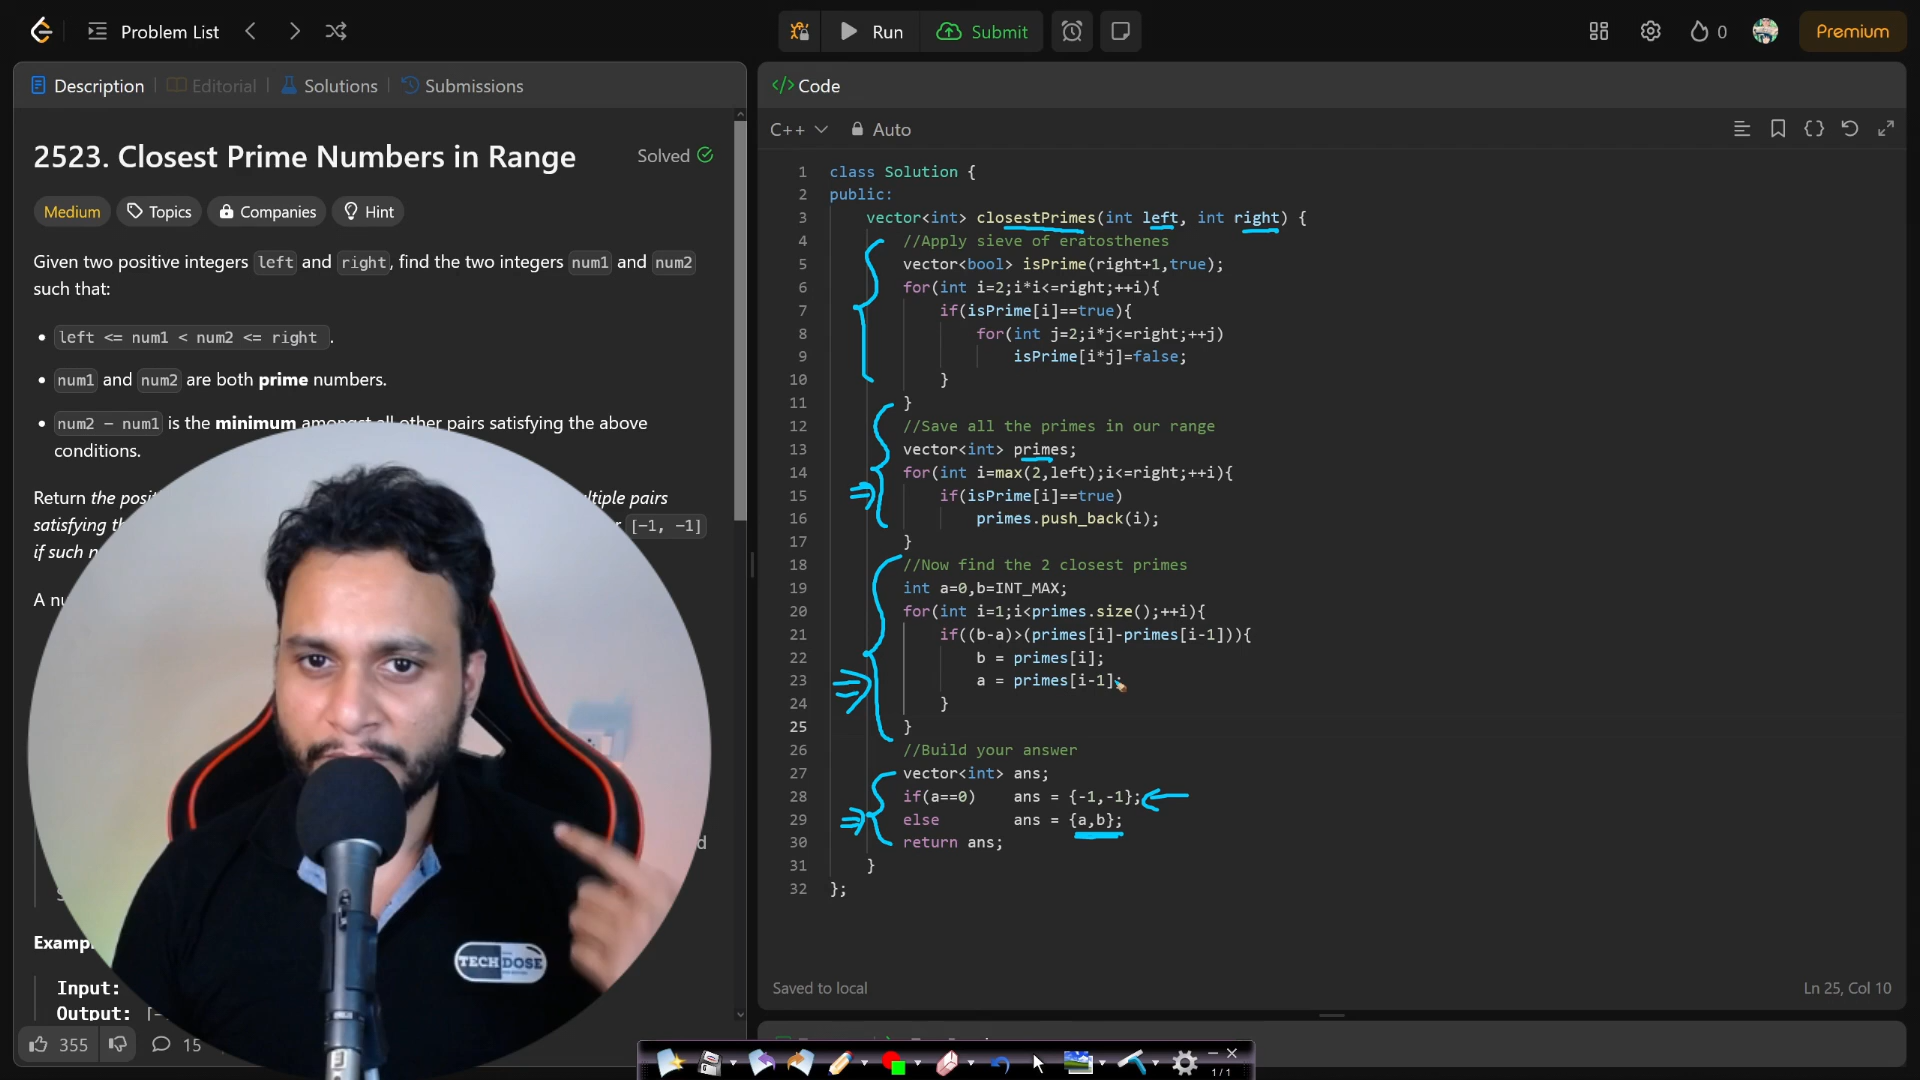 Problem List
Run
Submit
0
Premium
Description
Editorial
Solutions
Submissions
2523. Closest Prime Numbers in Range
Solved
Medium
Topics
Companies
Hint
Given two positive integers left and right, find the two integers num1 and num2
such that:
left <= num1 < num2 <= right .
num1 and num2 are both prime numbers.
num2 - num1 is the minimum amongst all other pairs satisfying the above
conditions.
Return the
pairs
satisfying
[-1, -1]
if such
A
Input:
Output:
355
15
TECH DOSE
Code
C++
Auto
1 class Solution {
2 public:
3 vector<int> closestPrimes(int left, int right) {
4 //Apply sieve of eratosthenes
5 vector<bool> isPrime(right+1,true);
6 for(int i=2;i*i<=right;++i){
7 if(isPrime[i]==true){
8 for(int j=2;i*j<=right;++j)
9 isPrime[i*j]=false;
10 }
11 }
12 //Save all the primes in our range
13 vector<int> primes;
14 for(int i=max(2,left);i<=right;++i){
15 if(isPrime[i]==true)
16 primes.push_back(i);
17 }
18 //Now find the 2 closest primes
19 int a=0,b=INT_MAX;
20 for(int i=1;i<primes.size();++i){
21 if((b-a)>(primes[i]-primes[i-1])){
22 b = primes[i];
23 a = primes[i-1];
24 }
25 }
26 //Build your answer
27 vector<int> ans;
28 if(a==0) ans = {-1,-1};
29 else ans = {a,b};
30 return ans;
31 }
32 };
Saved to local
Ln 25, Col 10
1/1